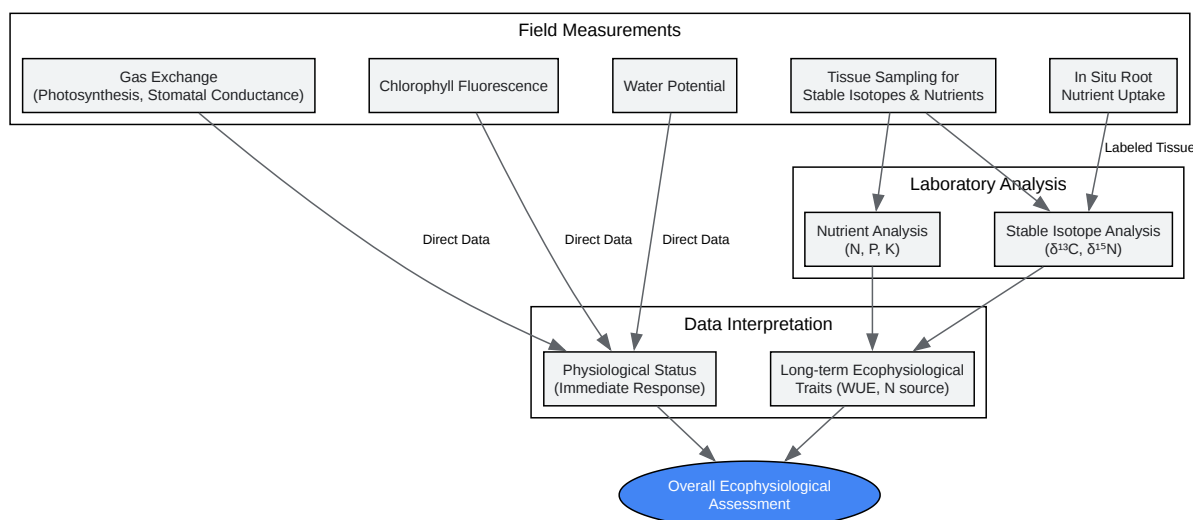 Field Measurements
Gas Exchange
(Photosynthesis, Stomatal Conductance)
Chlorophyll Fluorescence
Water Potential
Tissue Sampling for
Stable Isotopes & Nutrients
In Situ Root
Nutrient Uptake
Labeled Tissue
Laboratory Analysis
Nutrient Analysis
(N, P, K)
Stable Isotope Analysis
(δ¹³C, δ¹⁵N)
Direct Data
Direct Data
Direct Data
Data Interpretation
Physiological Status
(Immediate Response)
Long-term Ecophysiological
Traits (WUE, N source)
Overall Ecophysiological
Assessment